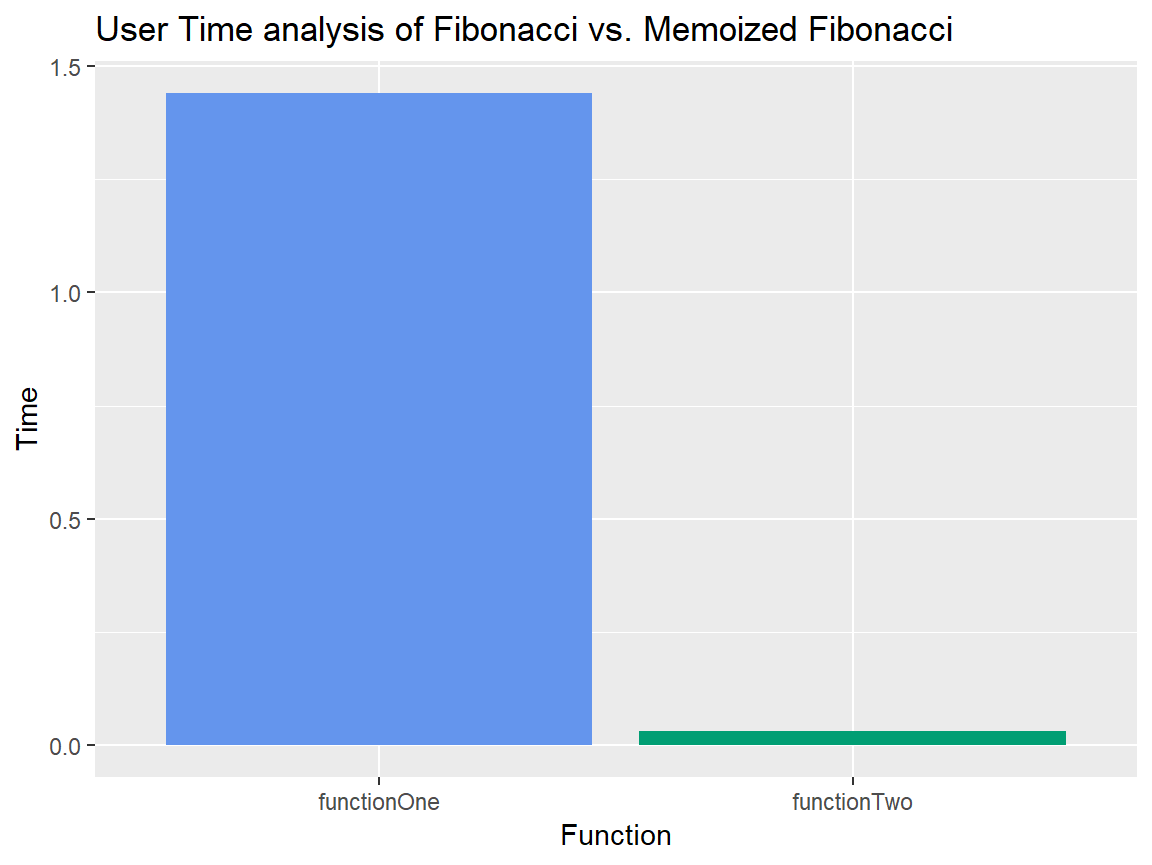 User Time analysis of Fibonacci vs. Memoized Fibonacci
1.5
1.0
0.5
0.0
Time
functionOne functionTwo
Function